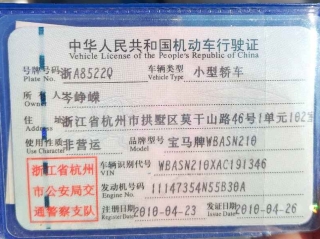 中华人民共和国机动车行驶证
Vehicle License of the People's Republic of China
号牌号码 浙A8522Q 车辆类型 小型轿车
Plate No. Vehicle Type
所有人 岑峥嵘
Owner
住址 浙江省杭州市拱墅区莫干山路46号1单元102室
Address
使用性质 非营运 品牌型号 宝马牌WBASN210
Use Character Model
浙江省杭州
市公安局交
通警察支队
车辆识别代号 WBASN210XAC191346
VIN
发动机号码 11147354N55B30A
Engine No.
注册日期 2010-04-23 发证日期 2010-04-26
Register Date Issue Date